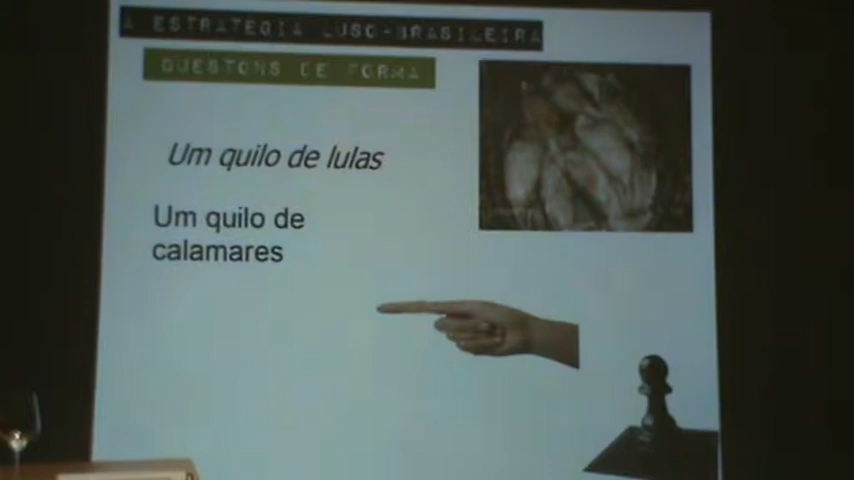 A ESTRATEGIA LUSO-BRASILEIRA
QUESTONS DE FORMA
Um quilo de lulas
Um quilo de
calamares